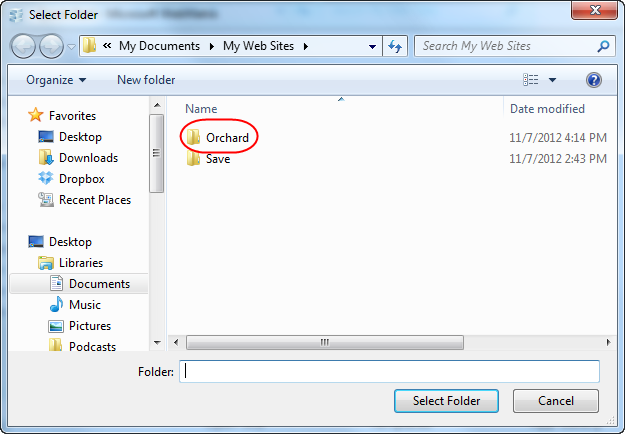 Select Folder
« My Documents My Web Sites Search My Web Sites
Organize New folder
Name Date modified
Favorites
Desktop
Downloads
Dropbox
Recent Places
Desktop
Libraries
Documents
Music
Pictures
Podcasts
Orchard 11/7/2012 4:14 PM
Save 11/7/2012 2:43 PM
Folder:
Select Folder Cancel